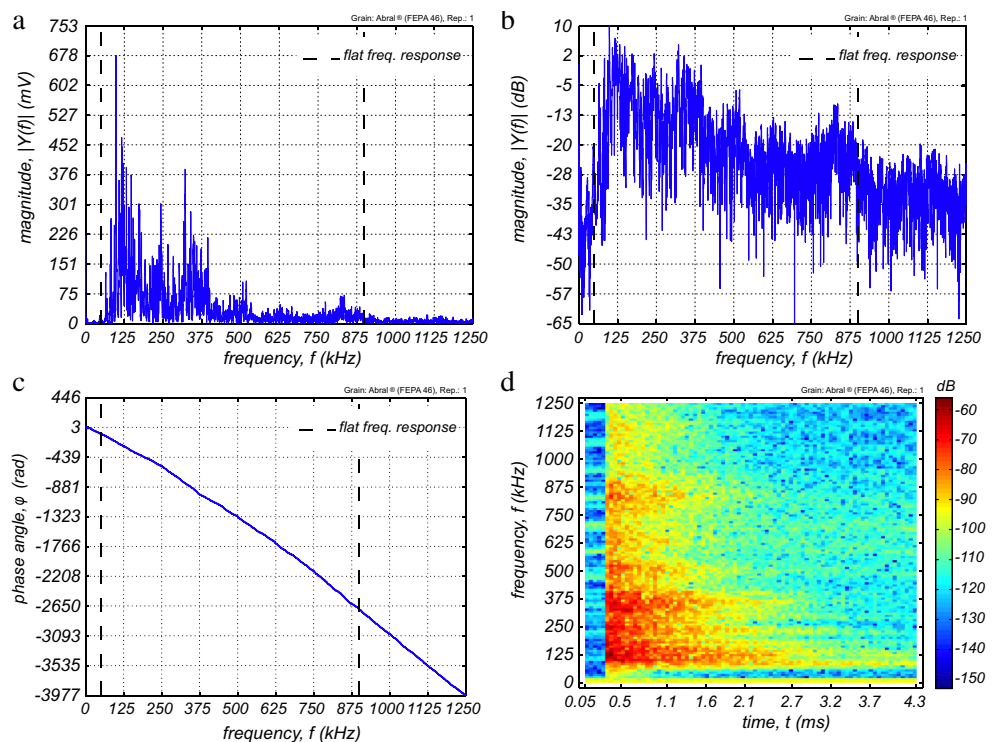 a
Grain: Abral ® (FEPA 46), Rep.: 1
753
678
602
527
452
376
301
226
151
75
0
magnitude, |Y(f)| (mV)
flat freq. response
0 125 250 375 500 625 750 875 1000 1125 1250
frequency, f (kHz)
b
Grain: Abral ® (FEPA 46), Rep.: 1
10
2
-5
-13
-20
-28
-35
-43
-50
-57
-65
magnitude, |Y(f)| (dB)
flat freq. response
0 125 250 375 500 625 750 875 1000 1125 1250
frequency, f (kHz)
c
Grain: Abral ® (FEPA 46), Rep.: 1
446
3
-439
-881
-1323
-1766
-2208
-2650
-3093
-3535
-3977
phase angle, φ (rad)
flat freq. response
0 125 250 375 500 625 750 875 1000 1125 1250
frequency, f (kHz)
d
Grain: Abral ® (FEPA 46), Rep.: 1
1250
1125
1000
875
750
625
500
375
250
125
0
frequency, f (kHz)
0.05 0.5 1.1 1.6 2.1 2.7 3.2 3.7 4.3
time, t (ms)
dB
-60
-70
-80
-90
-100
-110
-120
-130
-140
-150